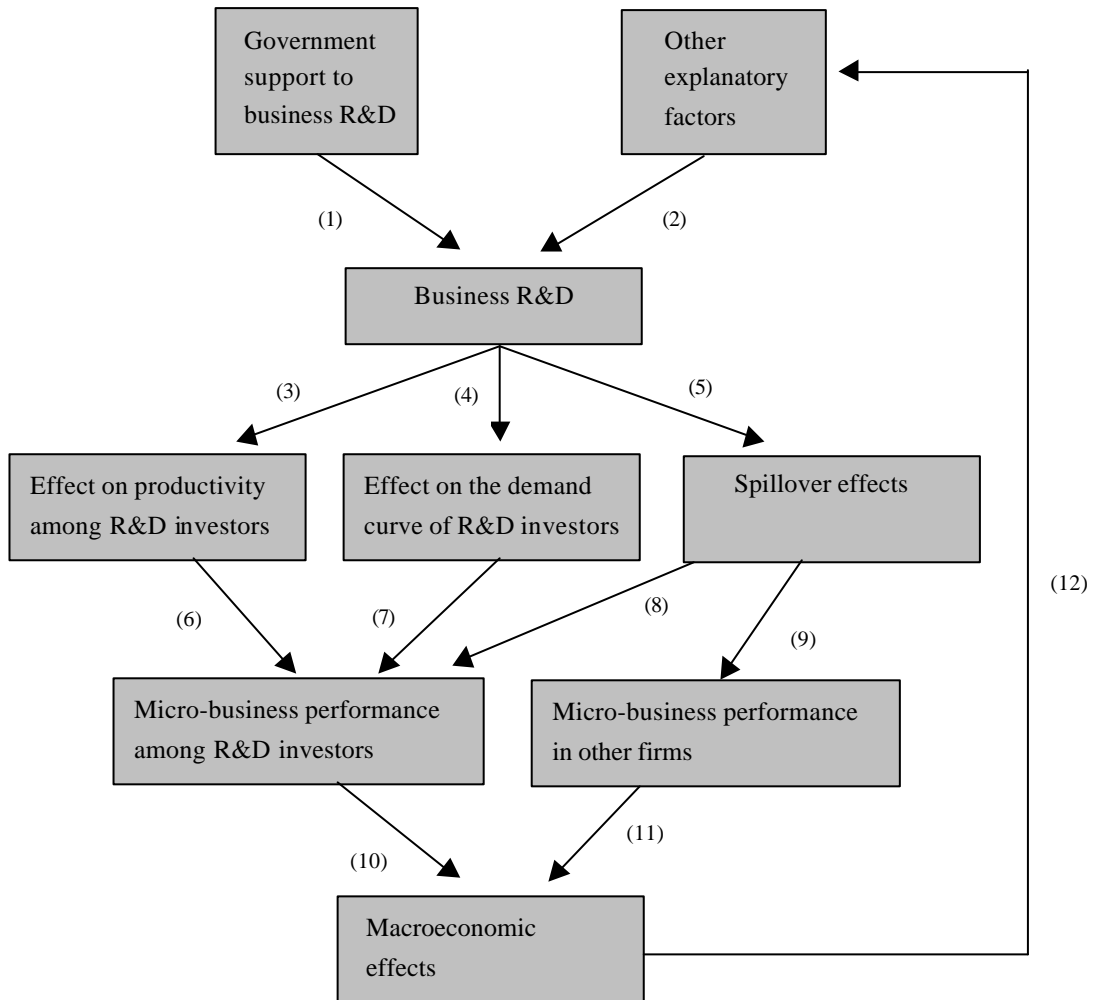 Government
support to
business R&D
Other
explanatory
factors
(1)
(2)
Business R&D
(3)
(4)
(5)
Effect on productivity
among R&D investors
Effect on the demand
curve of R&D investors
Spillover effects
(6)
(7)
(8)
(9)
(12)
Micro-business performance
among R&D investors
Micro-business performance
in other firms
(10)
(11)
Macroeconomic
effects